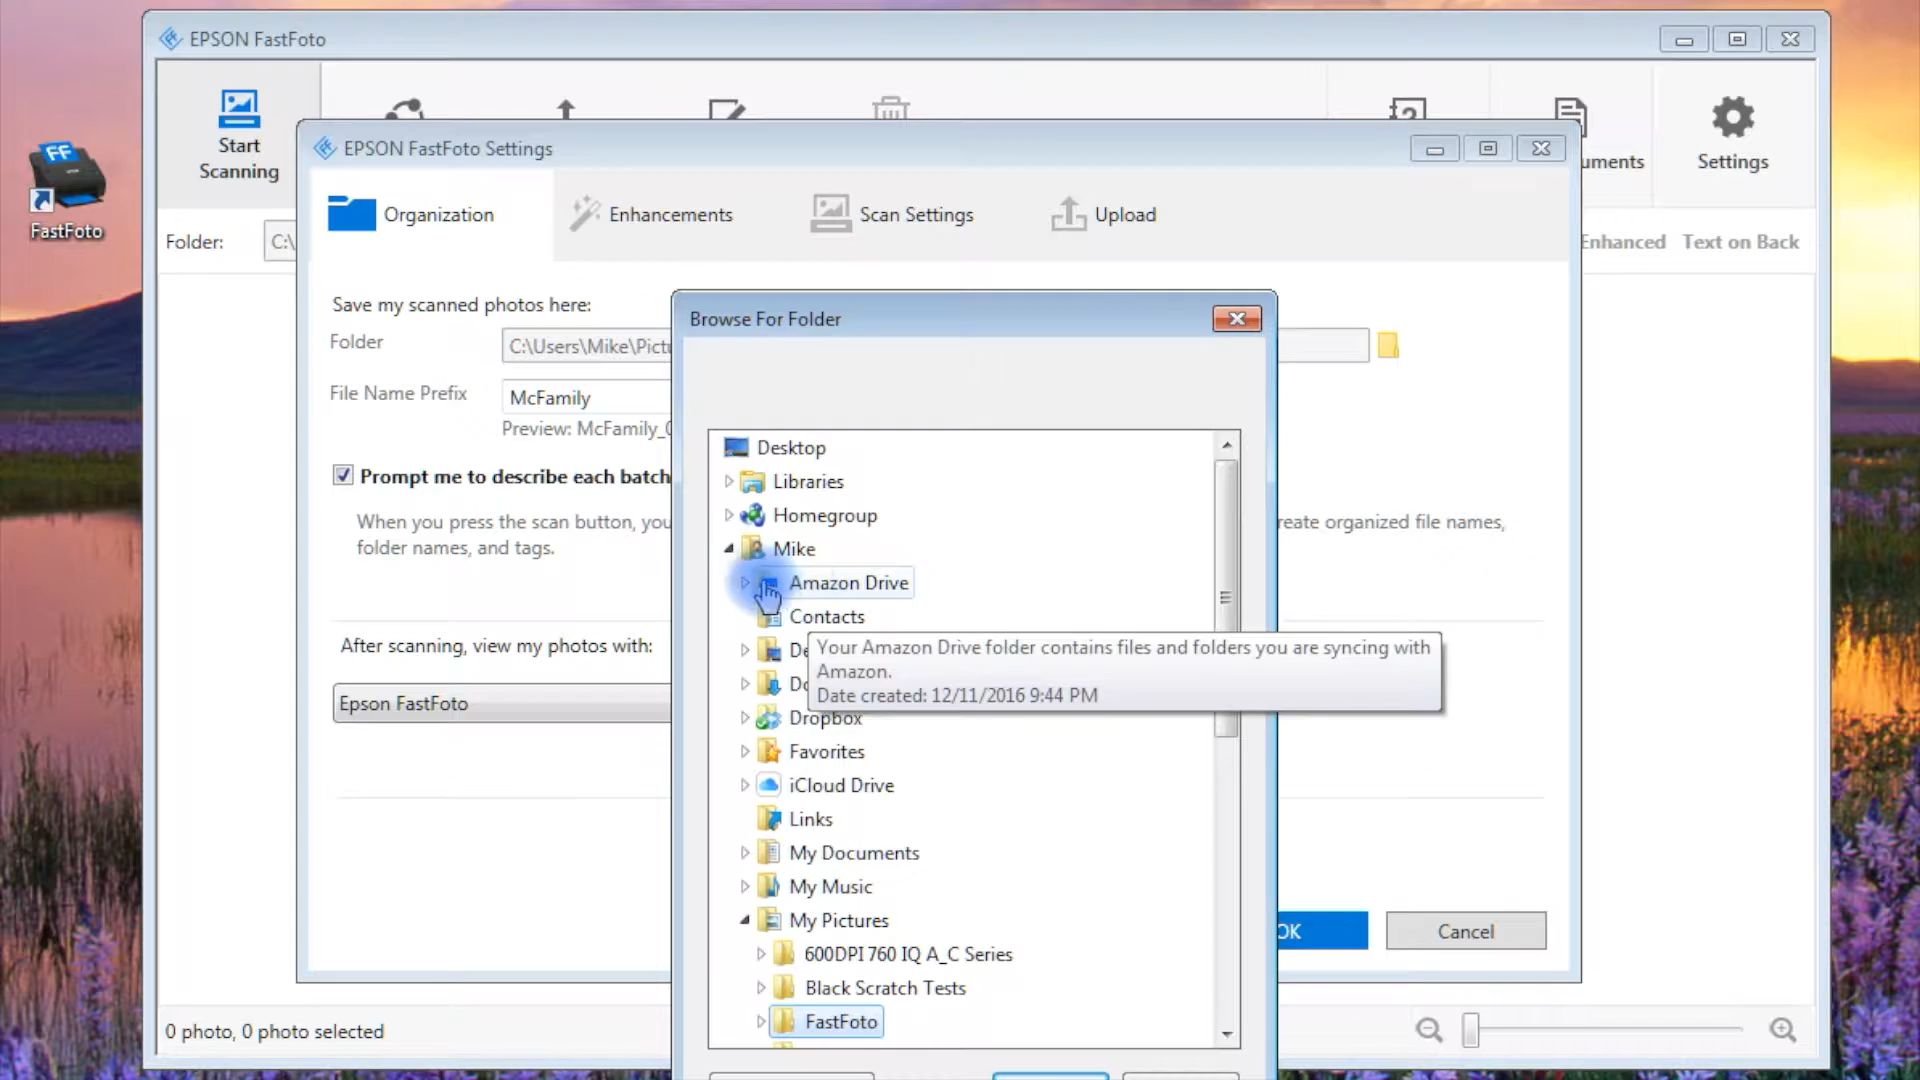 EPSON FastFoto
Start
Scanning
Settings
FF
FastFoto
Folder:
C:\
Enhanced
Text on Back
EPSON FastFoto Settings
Organization
Enhancements
Scan Settings
Upload
Save my scanned photos here:
Folder
C:\Users\Mike\Pictu
File Name Prefix
McFamily
Preview: McFamily_
Prompt me to describe each batch
When you press the scan button, you
reate organized file names,
folder names, and tags.
After scanning, view my photos with:
Epson FastFoto
OK
Cancel
Browse For Folder
Desktop
Libraries
Homegroup
Mike
Amazon Drive
Contacts
De
Do
Your Amazon Drive folder contains files and folders you are syncing with
Amazon.
Date created: 12/11/2016 9:44 PM
Dropbox
Favorites
iCloud Drive
Links
My Documents
My Music
My Pictures
600DPI 760 IQ A_C Series
Black Scratch Tests
FastFoto
uments
0 photo, 0 photo selected